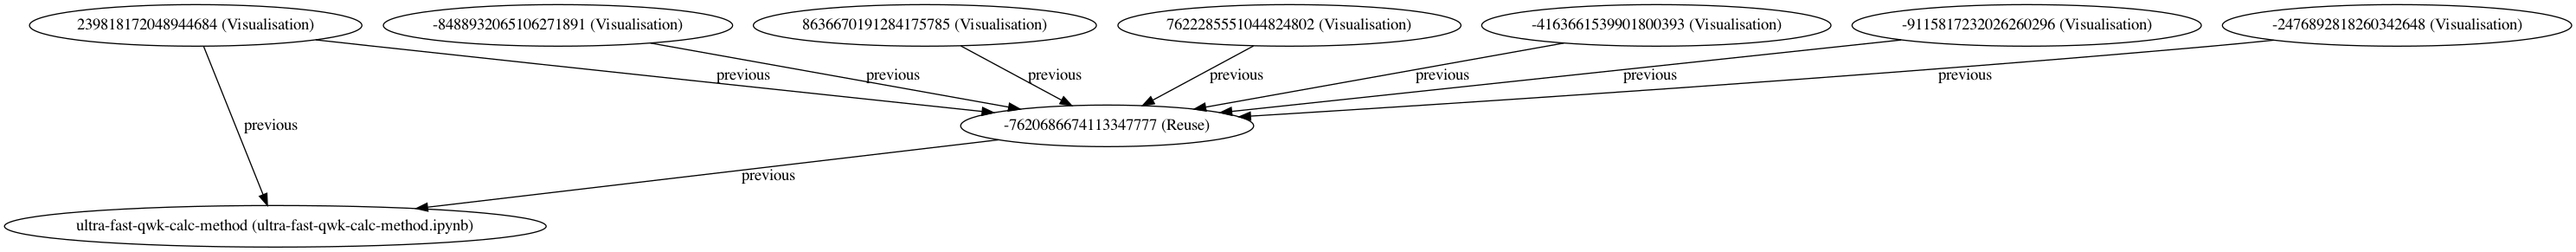 239818172048944684 (Visualisation)
-8488932065106271891 (Visualisation)
8636670191284175785 (Visualisation)
7622285551044824802 (Visualisation)
-4163661539901800393 (Visualisation)
-9115817232026260296 (Visualisation)
-2476892818260342648 (Visualisation)
previous
previous
previous
previous
previous
previous
previous
previous
-7620686674113347777 (Reuse)
previous
ultra-fast-qwk-calc-method (ultra-fast-qwk-calc-method.ipynb)